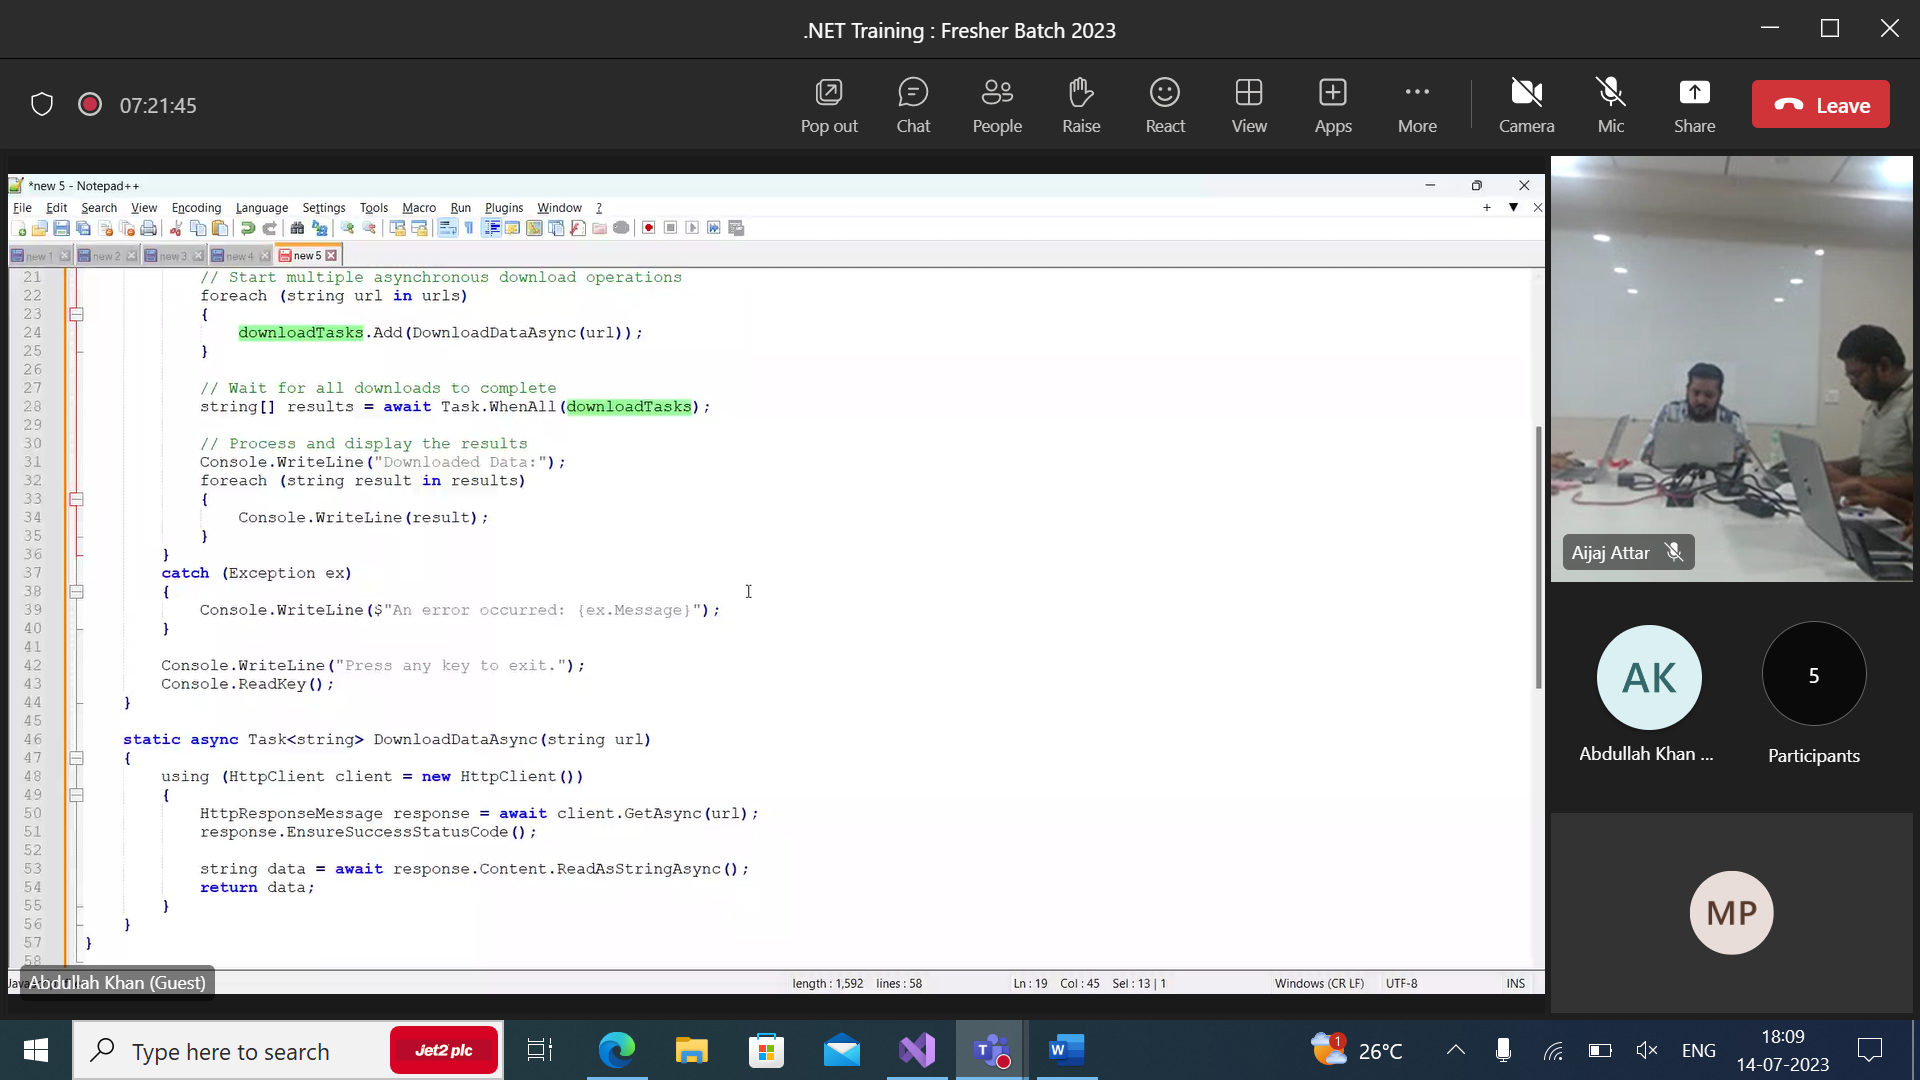 .NET Training : Fresher Batch 2023
07:21:45
Pop out
Chat
People
Raise
React
View
Apps
More
Camera
Mic
Share
Leave
*new 5 - Notepad++
File Edit Search View Encoding Language Settings Tools Macro Run Plugins Window ?
new 1 new 2 new 3 new 4 new 5
21 // Start multiple asynchronous download operations
22 foreach (string url in urls)
23 {
24 downloadTasks.Add(DownloadDataAsync(url));
25 }
26
27 // Wait for all downloads to complete
28 string[] results = await Task.WhenAll(downloadTasks);
29
30 // Process and display the results
31 Console.WriteLine("Downloaded Data:");
32 foreach (string result in results)
33 {
34 Console.WriteLine(result);
35 }
36 }
37 catch (Exception ex)
38 {
39 Console.WriteLine($"An error occurred: {ex.Message}");
40 }
41
42 Console.WriteLine("Press any key to exit.");
43 Console.ReadKey();
44 }
45
46 static async Task<string> DownloadDataAsync(string url)
47 {
48 using (HttpClient client = new HttpClient())
49 {
50 HttpResponseMessage response = await client.GetAsync(url);
51 response.EnsureSuccessStatusCode();
52
53 string data = await response.Content.ReadAsStringAsync();
54 return data;
55 }
56 }
57 }
58
Abdullah Khan (Guest)
length : 1,592 lines : 58
Ln : 19 Col : 45 Sel : 13 | 1
Windows (CR LF)
UTF-8
INS
Aijaj Attar
AK
Abdullah Khan ...
5
Participants
MP
Type here to search
Jet2 plc
1
26°C
ENG
18:09
14-07-2023